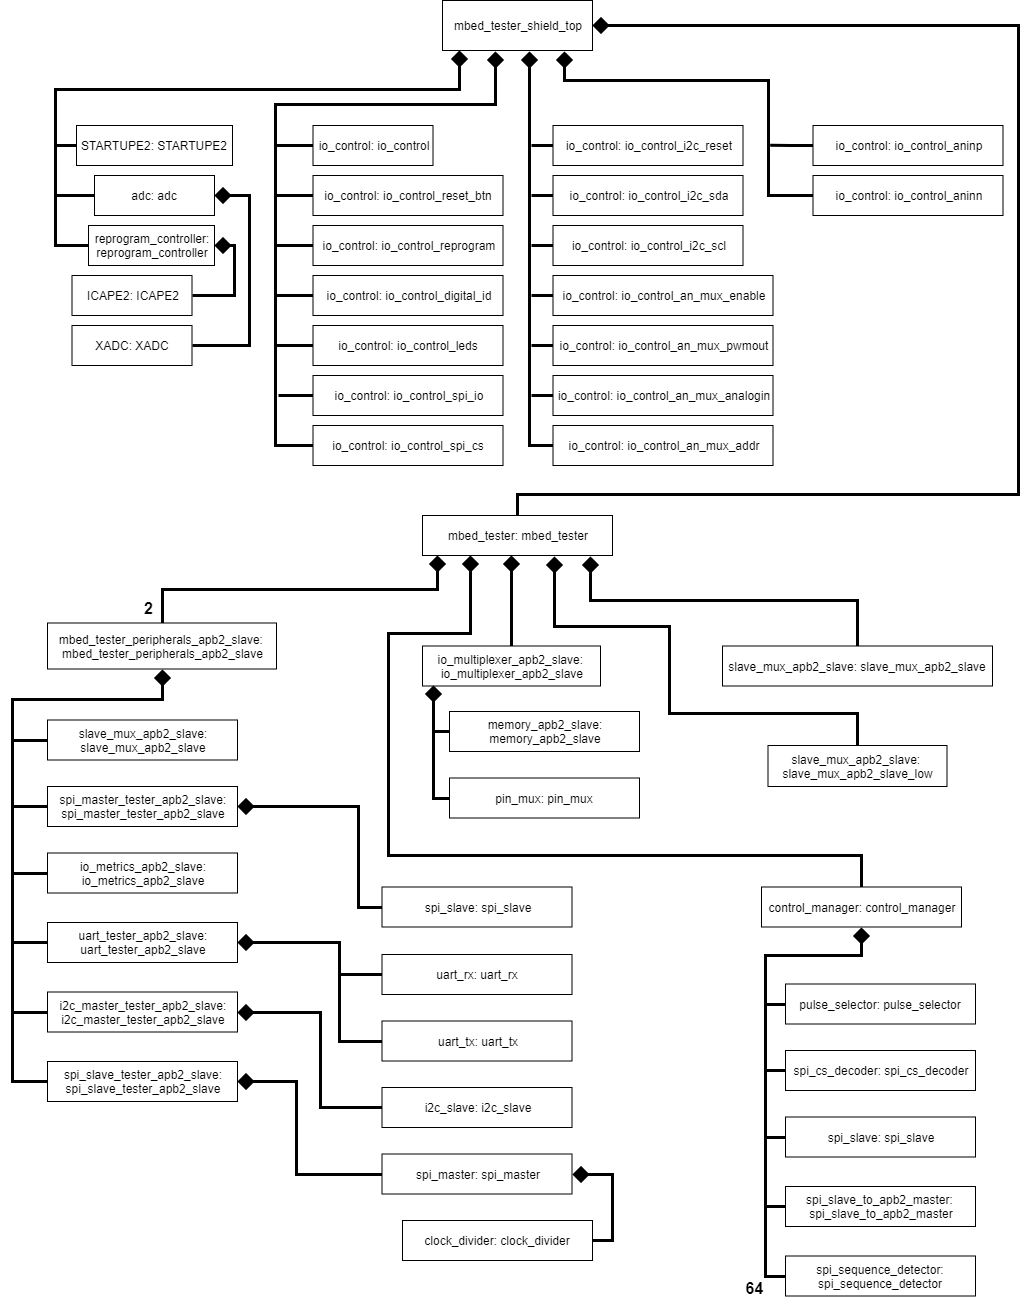 mbed_tester_shield_top
STARTUPE2: STARTUPE2
adc: adc
reprogram_controller:
reprogram_controller
ICAPE2: ICAPE2
XADC: XADC
io_control: io_control
io_control: io_control_reset_btn
io_control: io_control_reprogram
io_control: io_control_digital_id
io_control: io_control_leds
io_control: io_control_spi_io
io_control: io_control_spi_cs
io_control: io_control_i2c_reset
io_control: io_control_i2c_sda
io_control: io_control_i2c_scl
io_control: io_control_an_mux_enable
io_control: io_control_an_mux_pwmout
io_control: io_control_an_mux_analogin
io_control: io_control_an_mux_addr
io_control: io_control_aninp
io_control: io_control_aninn
mbed_tester: mbed_tester
2
mbed_tester_peripherals_apb2_slave:
mbed_tester_peripherals_apb2_slave
slave_mux_apb2_slave:
slave_mux_apb2_slave
spi_master_tester_apb2_slave:
spi_master_tester_apb2_slave
io_metrics_apb2_slave:
io_metrics_apb2_slave
uart_tester_apb2_slave:
uart_tester_apb2_slave
i2c_master_tester_apb2_slave:
i2c_master_tester_apb2_slave
spi_slave_tester_apb2_slave:
spi_slave_tester_apb2_slave
spi_slave: spi_slave
uart_rx: uart_rx
uart_tx: uart_tx
i2c_slave: i2c_slave
spi_master: spi_master
clock_divider: clock_divider
io_multiplexer_apb2_slave:
io_multiplexer_apb2_slave
memory_apb2_slave:
memory_apb2_slave
pin_mux: pin_mux
slave_mux_apb2_slave: slave_mux_apb2_slave
slave_mux_apb2_slave:
slave_mux_apb2_slave_low
control_manager: control_manager
pulse_selector: pulse_selector
spi_cs_decoder: spi_cs_decoder
spi_slave: spi_slave
spi_slave_to_apb2_master:
spi_slave_to_apb2_master
spi_sequence_detector:
spi_sequence_detector
64